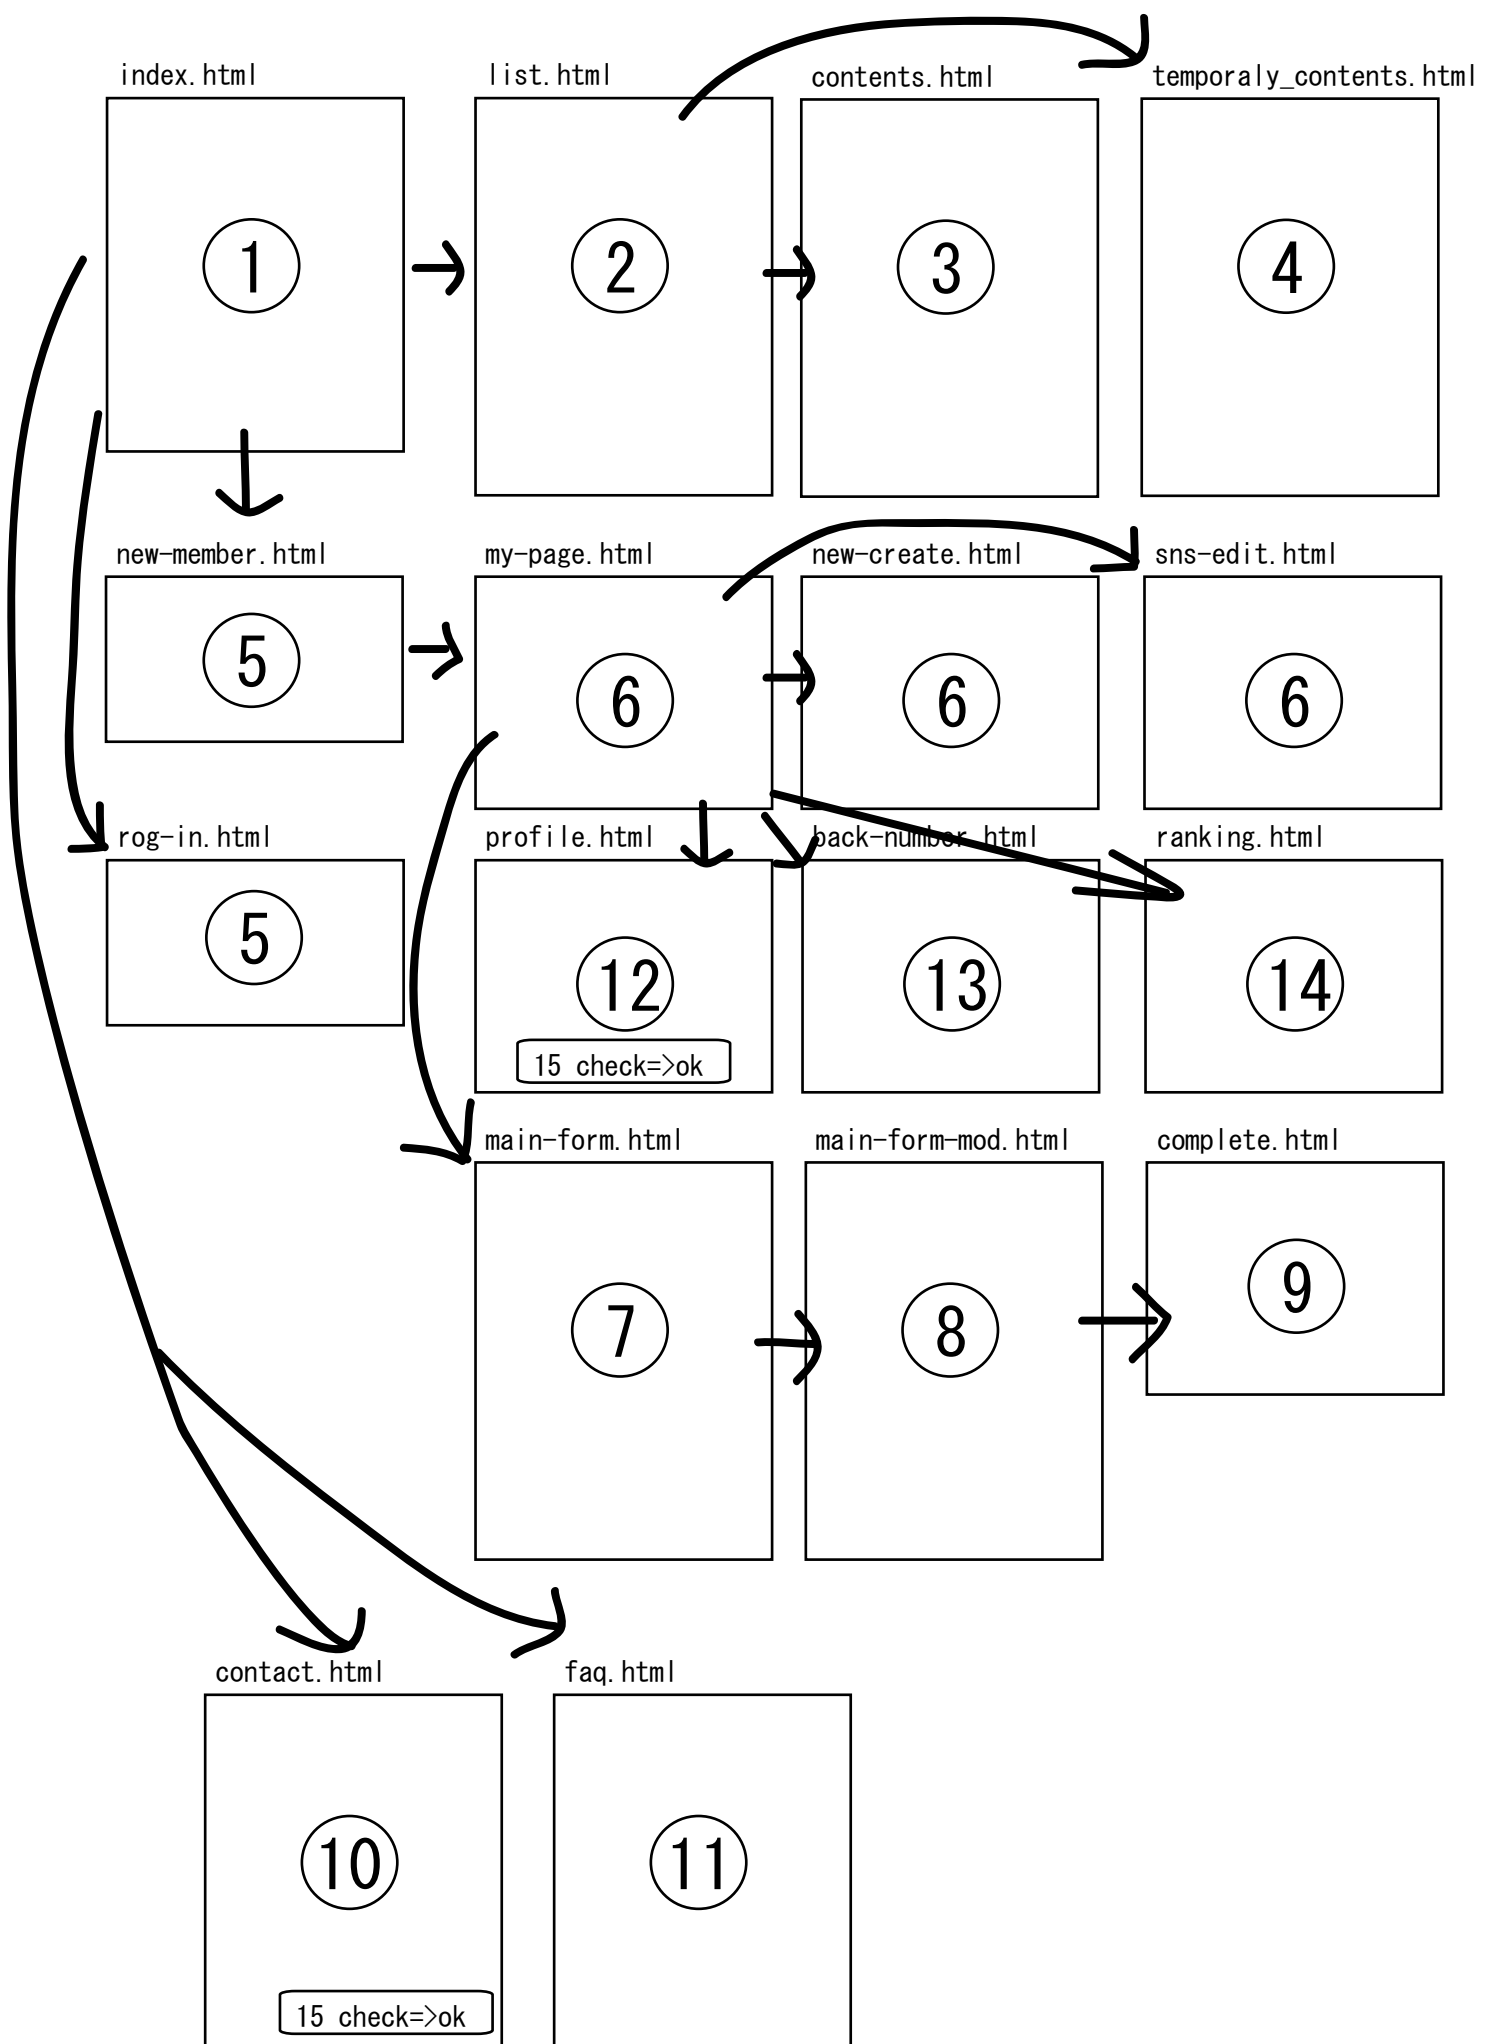 index.html
list.html
contents.html
temporaly_contents.html
1
2
3
4
new-member.html
my-page.html
new-create.html
sns-edit.html
5
6
6
6
rog-in.html
profile.html
back-number.html
ranking.html
5
12
13
14
15 check=>ok
main-form.html
main-form-mod.html
complete.html
7
8
9
contact.html
faq.html
10
11
15 check=>ok